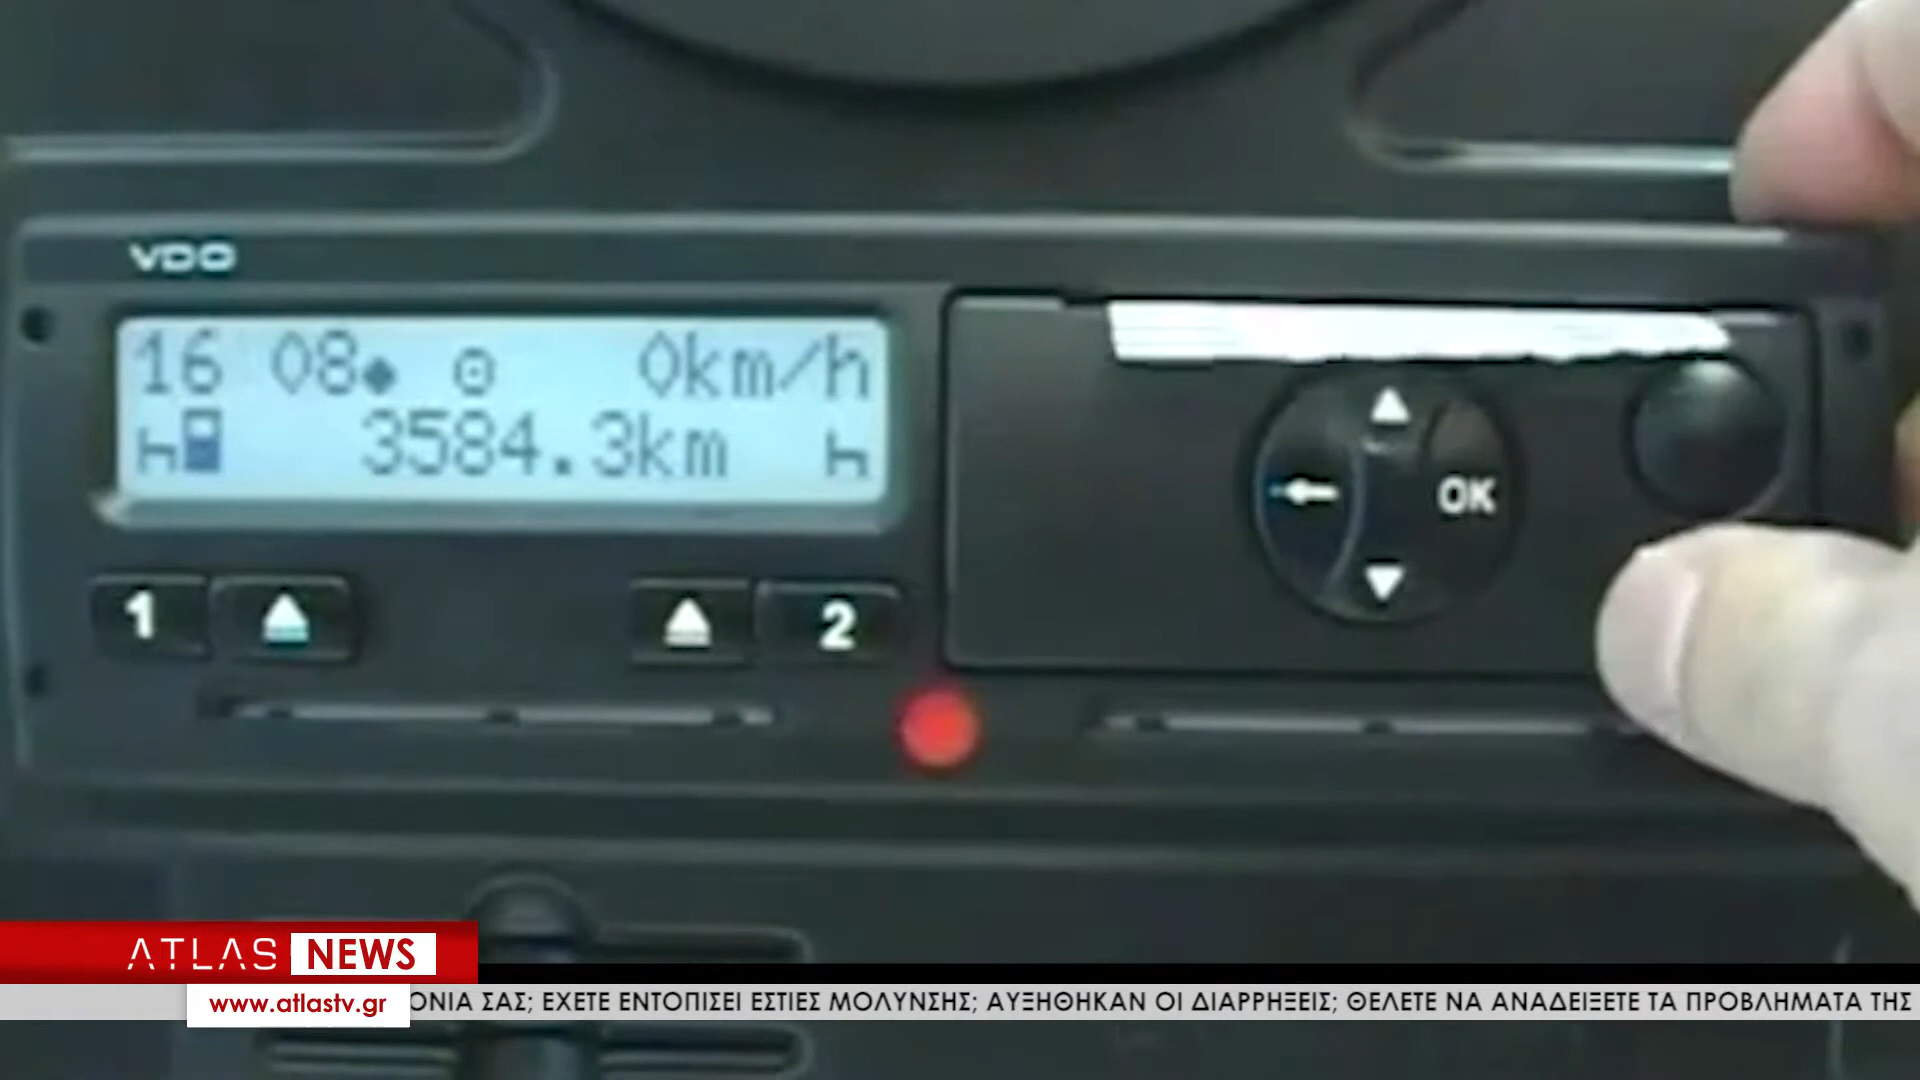 VDO
16 08 0km/h
3584.3km
1 2
OK
ATLAS NEWS
www.atlastv.gr
ΟΝΙΑ ΣΑΣ; ΕΧΕΤΕ ΕΝΤΟΠΙΣΕΙ ΕΣΤΙΕΣ ΜΟΛΥΝΣΗΣ; ΑΥΞΗΘΗΚΑΝ ΟΙ ΔΙΑΡΡΗΞΕΙΣ; ΘΕΛΕΤΕ ΝΑ ΑΝΑΔΕΙΞΕΤΕ ΤΑ ΠΡΟΒΛΗΜΑΤΑ ΤΗΣ